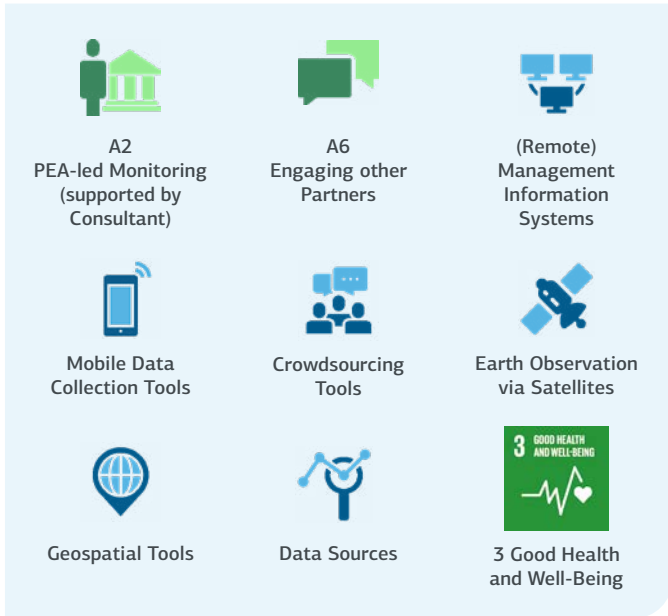 A2
PEA-led Monitoring
(supported by
Consultant)
A6
Engaging other
Partners
(Remote)
Management
Information
Systems
Mobile Data
Collection Tools
Crowdsourcing
Tools
Earth Observation
via Satellites
Geospatial Tools
Data Sources
3 GOOD HEALTH
AND WELL-BEING
3 Good Health
and Well-Being